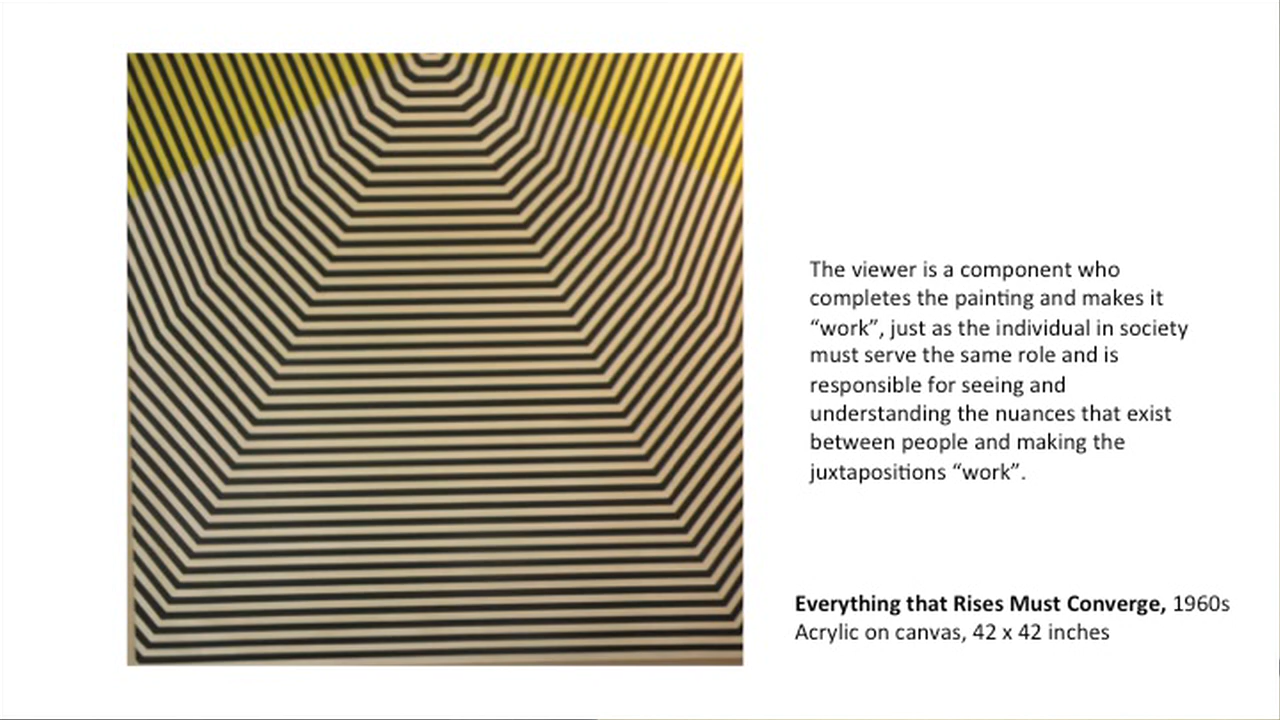 The viewer is a component who
completes the painting and makes it
“work”, just as the individual in society
must serve the same role and is
responsible for seeing and
understanding the nuances that exist
between people and making the
juxtapositions “work”.
Everything that Rises Must Converge, 1960s
Acrylic on canvas, 42 x 42 inches